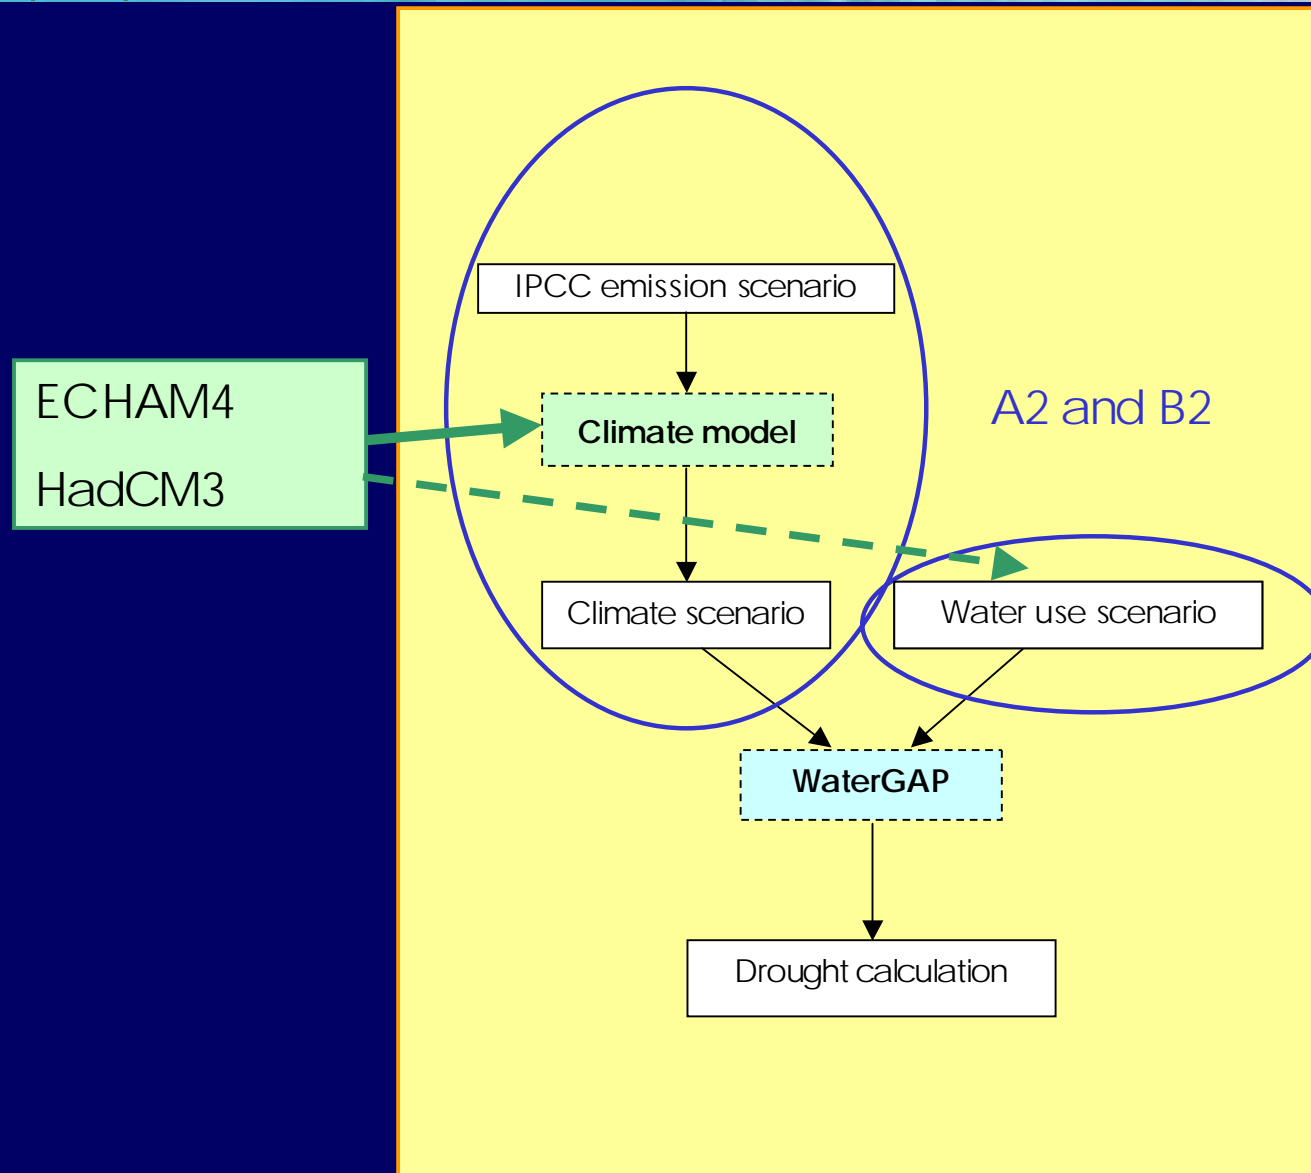 IPCC emission scenario
ECHAM4
HadCM3
Climate model
A2 and B2
Climate scenario
Water use scenario
WaterGAP
Drought calculation